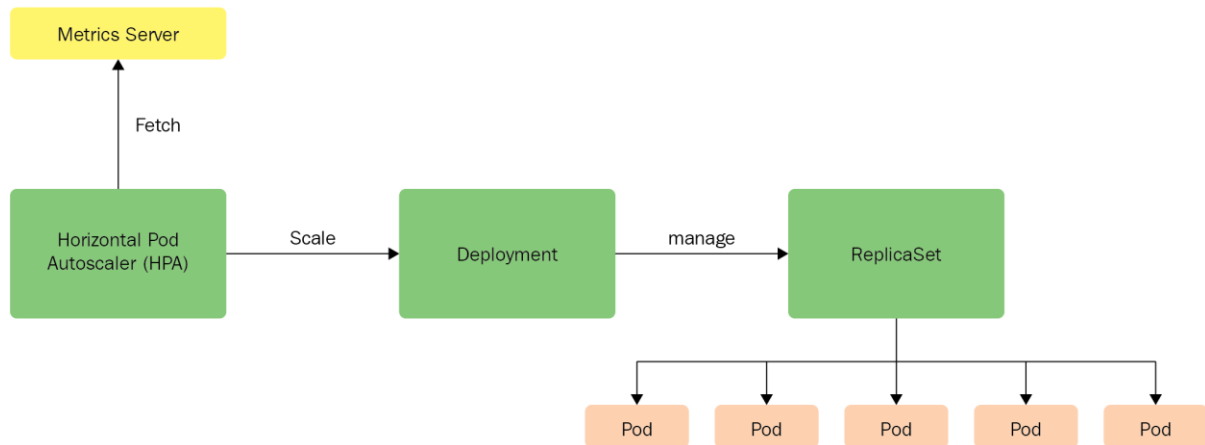 Metrics Server
Fetch
Horizontal Pod
Autoscaler (HPA)
Scale
Deployment
manage
ReplicaSet
Pod
Pod
Pod
Pod
Pod